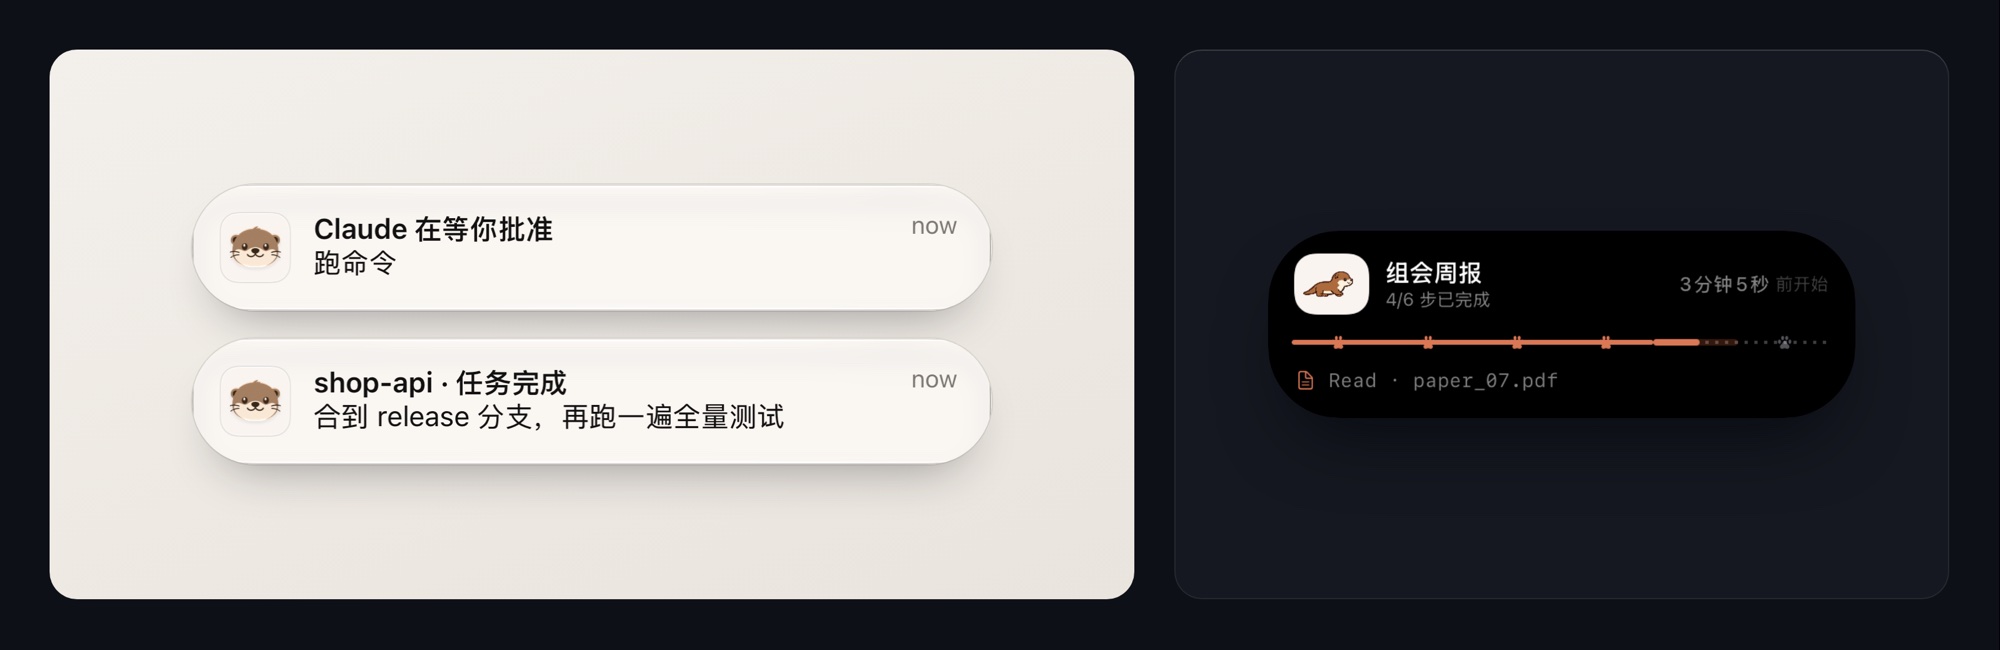 Claude 在等你批准
now
跑命令
shop-api · 任务完成
now
合到 release 分支，再跑一遍全量测试
组会周报
4/6 步已完成
3分钟5秒 前开始
Read · paper_07.pdf